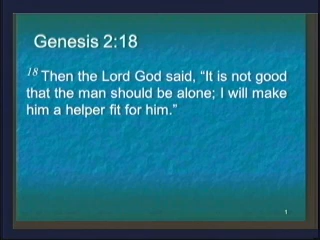 Genesis 2:18
18 Then the Lord God said, “It is not good
that the man should be alone; I will make
him a helper fit for him.”
1